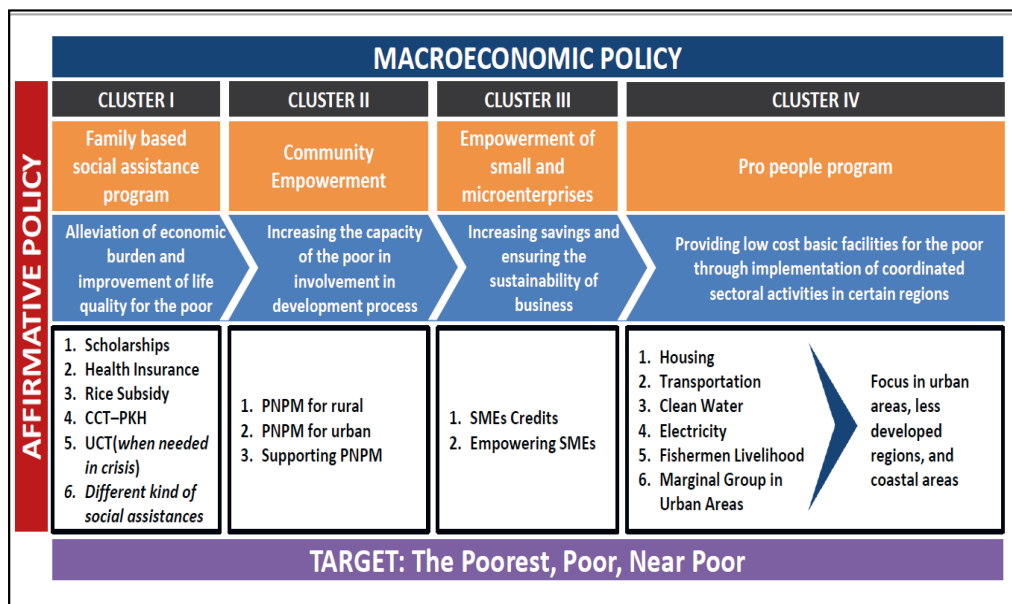 MACROECONOMIC POLICY
AFFIRMATIVE POLICY
CLUSTER I
Family based
social assistance
program
Alleviation of economic
burden and
improvement of life
quality for the poor
1. Scholarships
2. Health Insurance
3. Rice Subsidy
4. CCT–PKH
5. UCT(when needed
in crisis)
6. Different kind of
social assistances
CLUSTER II
Community
Empowerment
Increasing the capacity
of the poor in
involvement in
development process
1. PNPM for rural
2. PNPM for urban
3. Supporting PNPM
CLUSTER III
Empowerment of
small and
microenterprises
Increasing savings and
ensuring the
sustainability of
business
1. SMEs Credits
2. Empowering SMEs
CLUSTER IV
Pro people program
Providing low cost basic facilities for the poor
through implementation of coordinated
sectoral activities in certain regions
1. Housing
2. Transportation
3. Clean Water
4. Electricity
5. Fishermen Livelihood
6. Marginal Group in
Urban Areas
Focus in urban
areas, less
developed
regions, and
coastal areas
TARGET: The Poorest, Poor, Near Poor